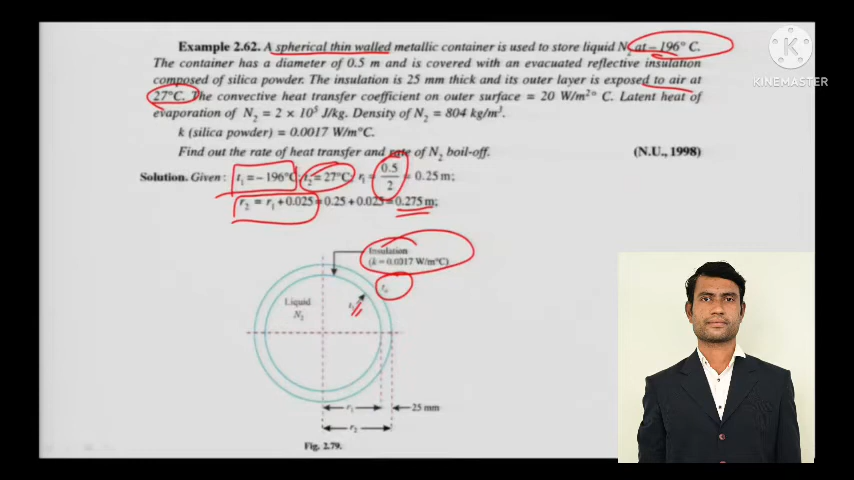 Example 2.62. A spherical thin walled metallic container is used to store liquid N2 at – 196° C.
The container has a diameter of 0.5 m and is covered with an evacuated reflective insulation
composed of silica powder. The insulation is 25 mm thick and its outer layer is exposed to air at
27°C. The convective heat transfer coefficient on outer surface = 20 W/m²° C. Latent heat of
evaporation of N₂ = 2 × 10⁵ J/kg. Density of N₂ = 804 kg/m³.
k (silica powder) = 0.0017 W/m°C.
Find out the rate of heat transfer and rate of N₂ boil-off. (N.U., 1998)
Solution. Given : t₁ = – 196°C; t₂ = 27°C, r₁ = 0.5/2 = 0.25 m;
r₂ = r₁ + 0.025 = 0.25 + 0.025 = 0.275 m;
Insulation
(k = 0.0017 W/m°C)
Liquid
N₂
r₁
25 mm
r₂
Fig. 2.79.
K
KINEMASTER